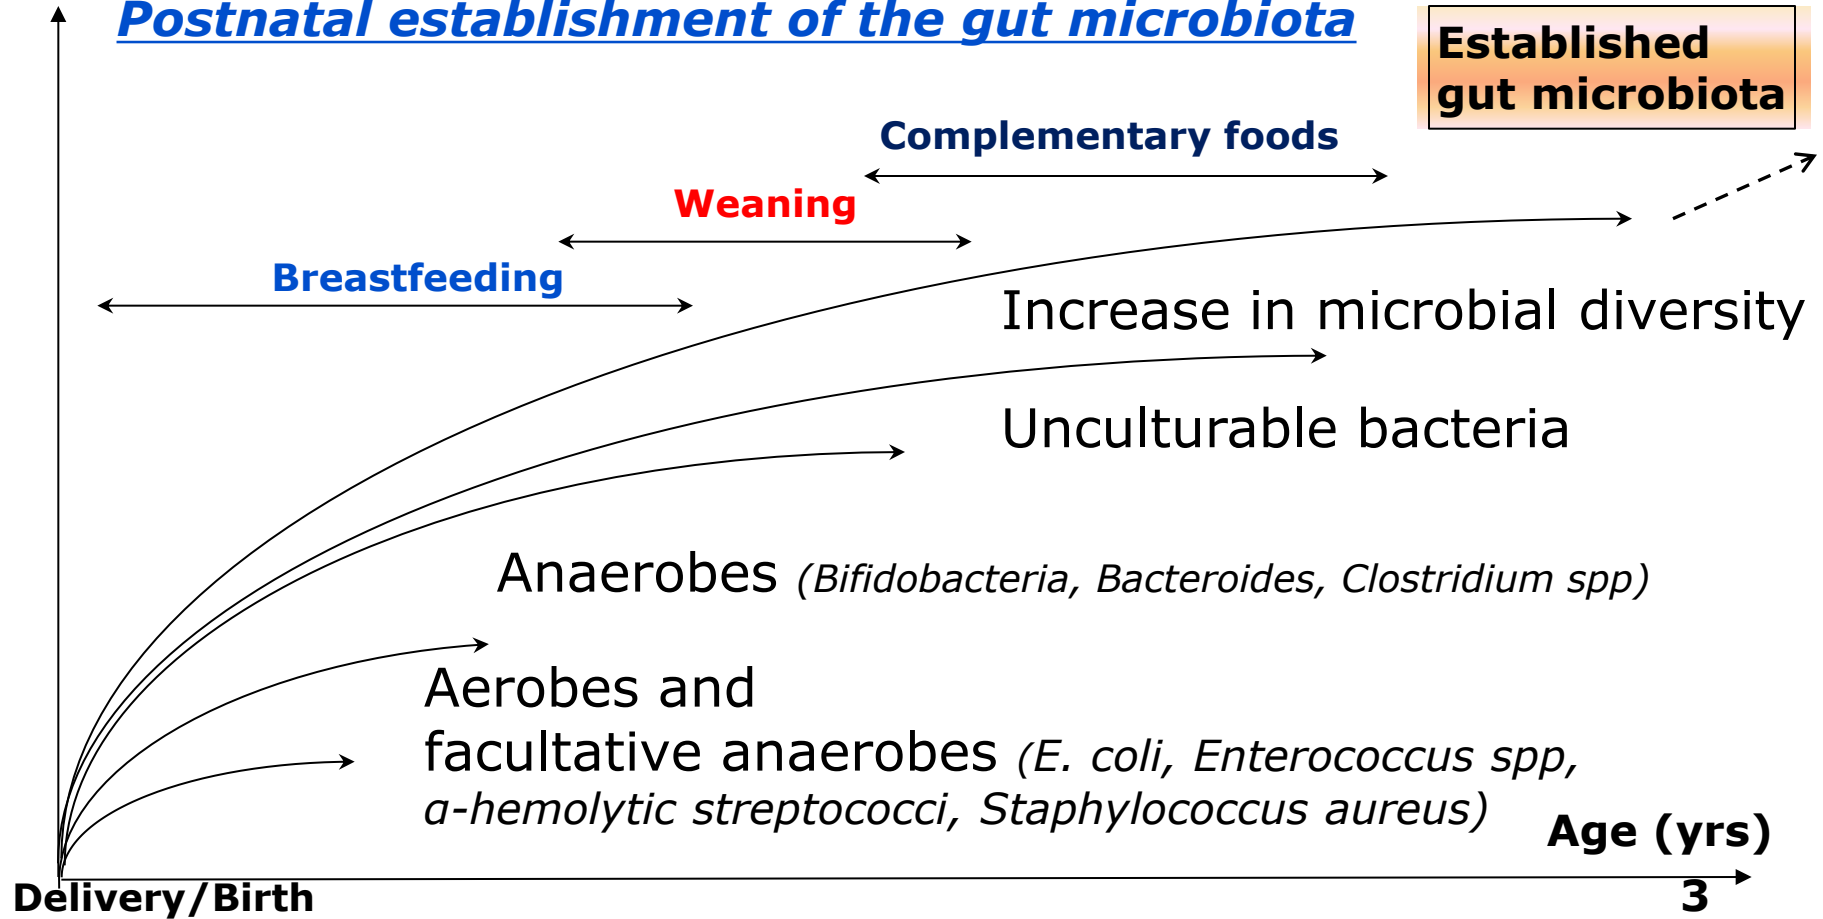 Postnatal establishment of the gut microbiota
Established
gut microbiota
Complementary foods
Weaning
Breastfeeding
Increase in microbial diversity
Unculturable bacteria
Anaerobes (Bifidobacteria, Bacteroides, Clostridium spp)
Aerobes and
facultative anaerobes (E. coli, Enterococcus spp,
α-hemolytic streptococci, Staphylococcus aureus)
Age (yrs)
Delivery/Birth
3